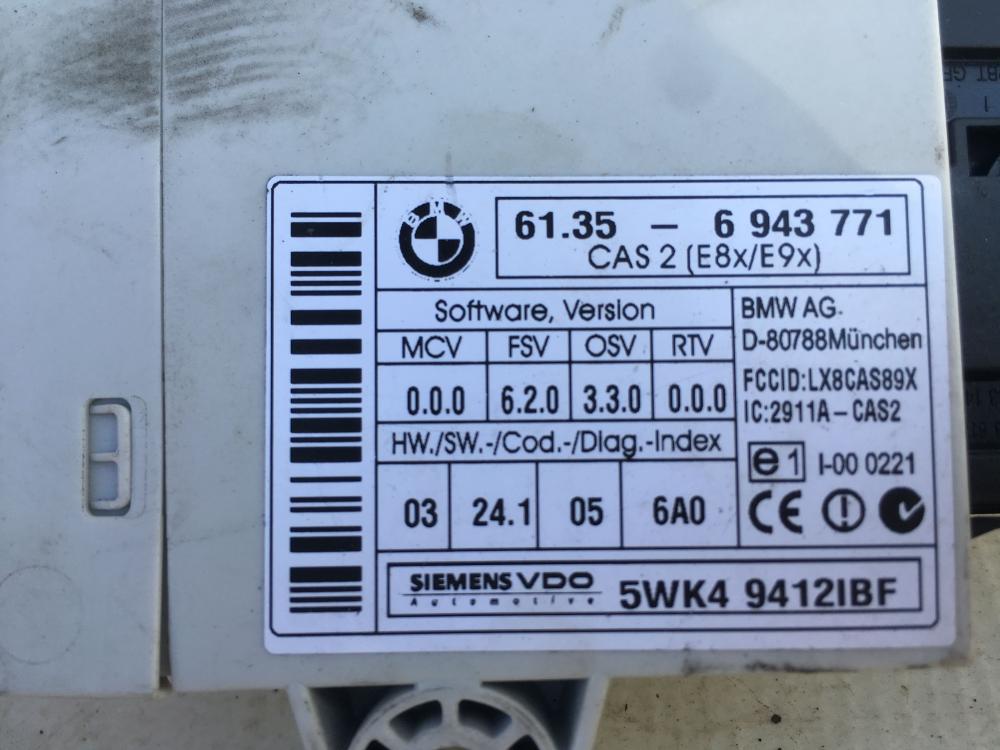 BMW
61.35 – 6 943 771
CAS 2 (E8x/E9x)
Software, Version
MCV FSV OSV RTV
0.0.0 6.2.0 3.3.0 0.0.0
HW./SW.-/Cod.-/Diag.-Index
03 24.1 05 6A0
BMW AG.
D-80788München
FCCID:LX8CAS89X
IC:2911A-CAS2
e1 I-00 0221
CE
SIEMENS VDO
Automotive
5WK4 9412IBF